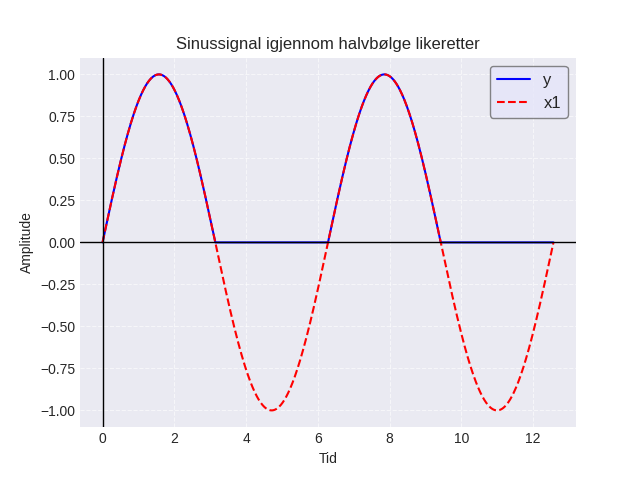 Sinussignal igjennom halvbølge likeretter
y
x1
1.00
0.75
0.50
0.25
0.00
−0.25
−0.50
−0.75
−1.00
Amplitude
0 2 4 6 8 10 12
Tid